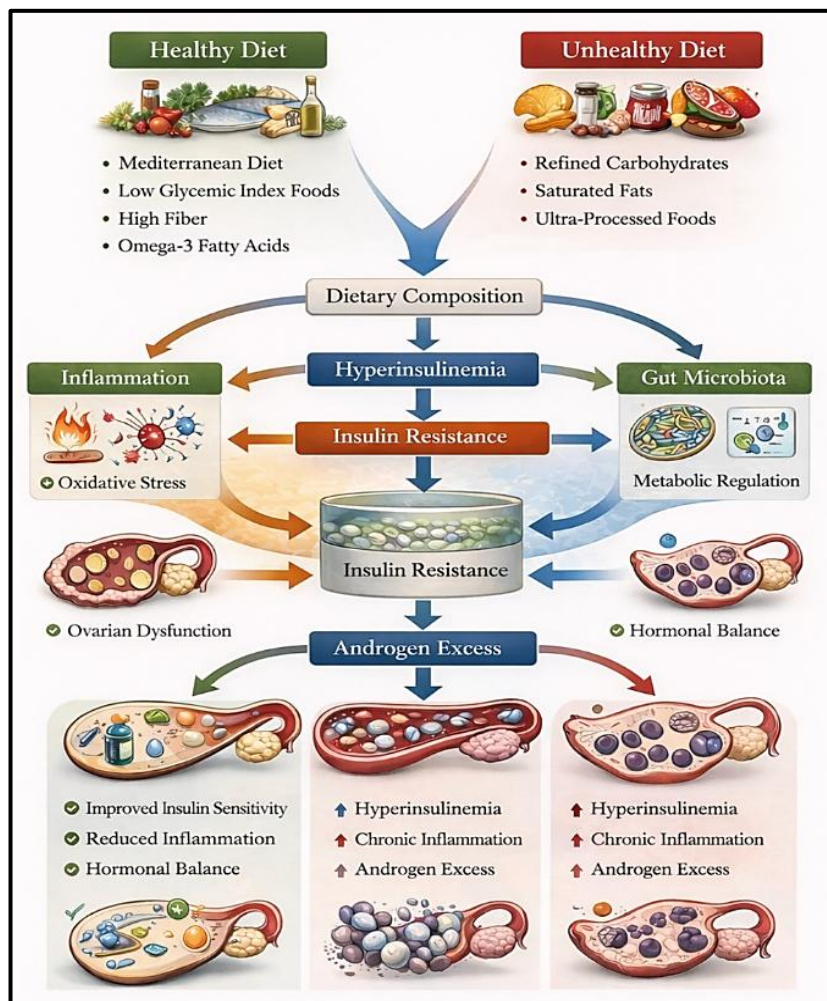 Healthy Diet
Unhealthy Diet
• Mediterranean Diet
• Low Glycemic Index Foods
• High Fiber
• Omega-3 Fatty Acids
• Refined Carbohydrates
• Saturated Fats
• Ultra-Processed Foods
Dietary Composition
Inflammation
Hyperinsulinemia
Gut Microbiota
Insulin Resistance
Oxidative Stress
Metabolic Regulation
Insulin Resistance
Ovarian Dysfunction
Hormonal Balance
Androgen Excess
Improved Insulin Sensitivity
Reduced Inflammation
Hormonal Balance
Hyperinsulinemia
Chronic Inflammation
Androgen Excess
Hyperinsulinemia
Chronic Inflammation
Androgen Excess